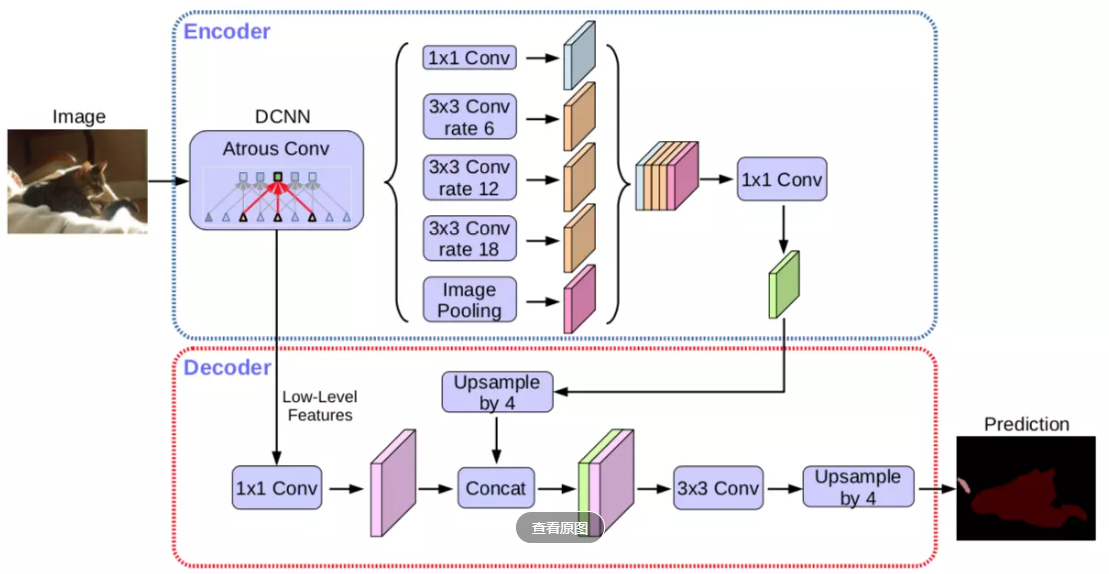 Encoder
Image
DCNN
Atrous Conv
1x1 Conv
3x3 Conv
rate 6
3x3 Conv
rate 12
3x3 Conv
rate 18
Image
Pooling
1x1 Conv
Decoder
Low-Level
Features
Upsample
by 4
1x1 Conv
Concat
3x3 Conv
Upsample
by 4
Prediction
查看原图